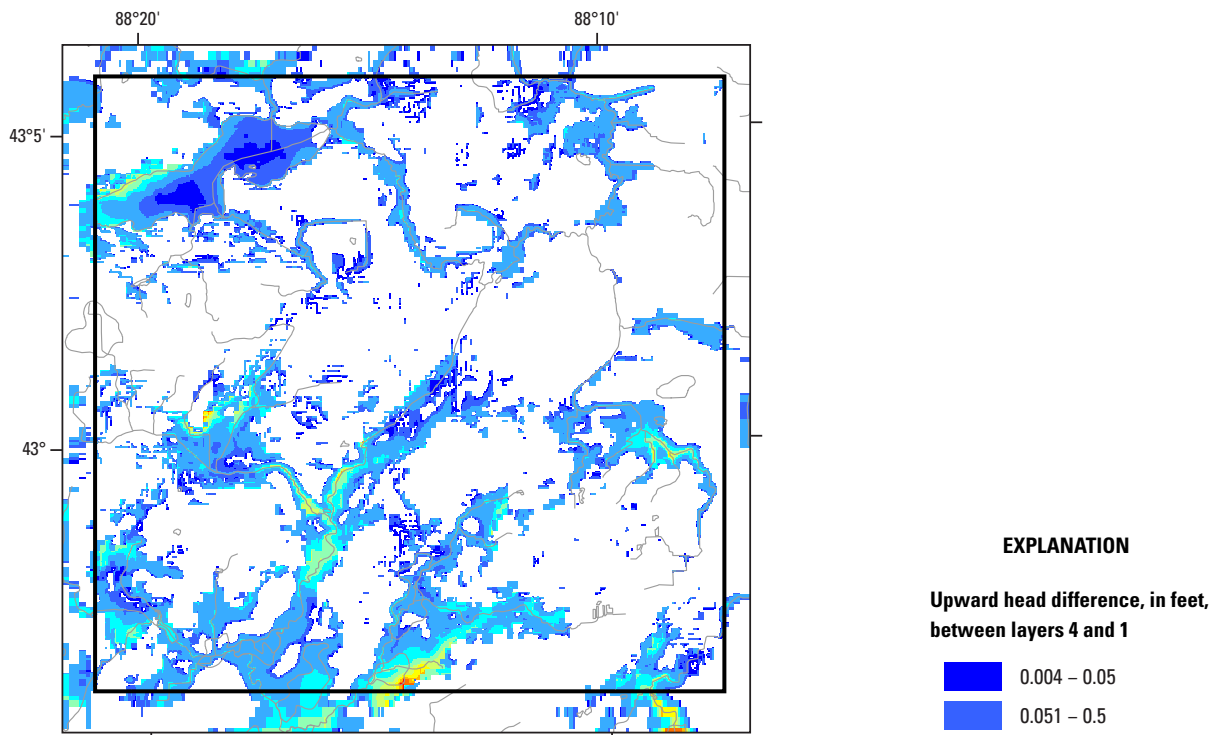 88°20'
88°10'
43°5'
43°
EXPLANATION
Upward head difference, in feet,
between layers 4 and 1
0.004 – 0.05
0.051 – 0.5